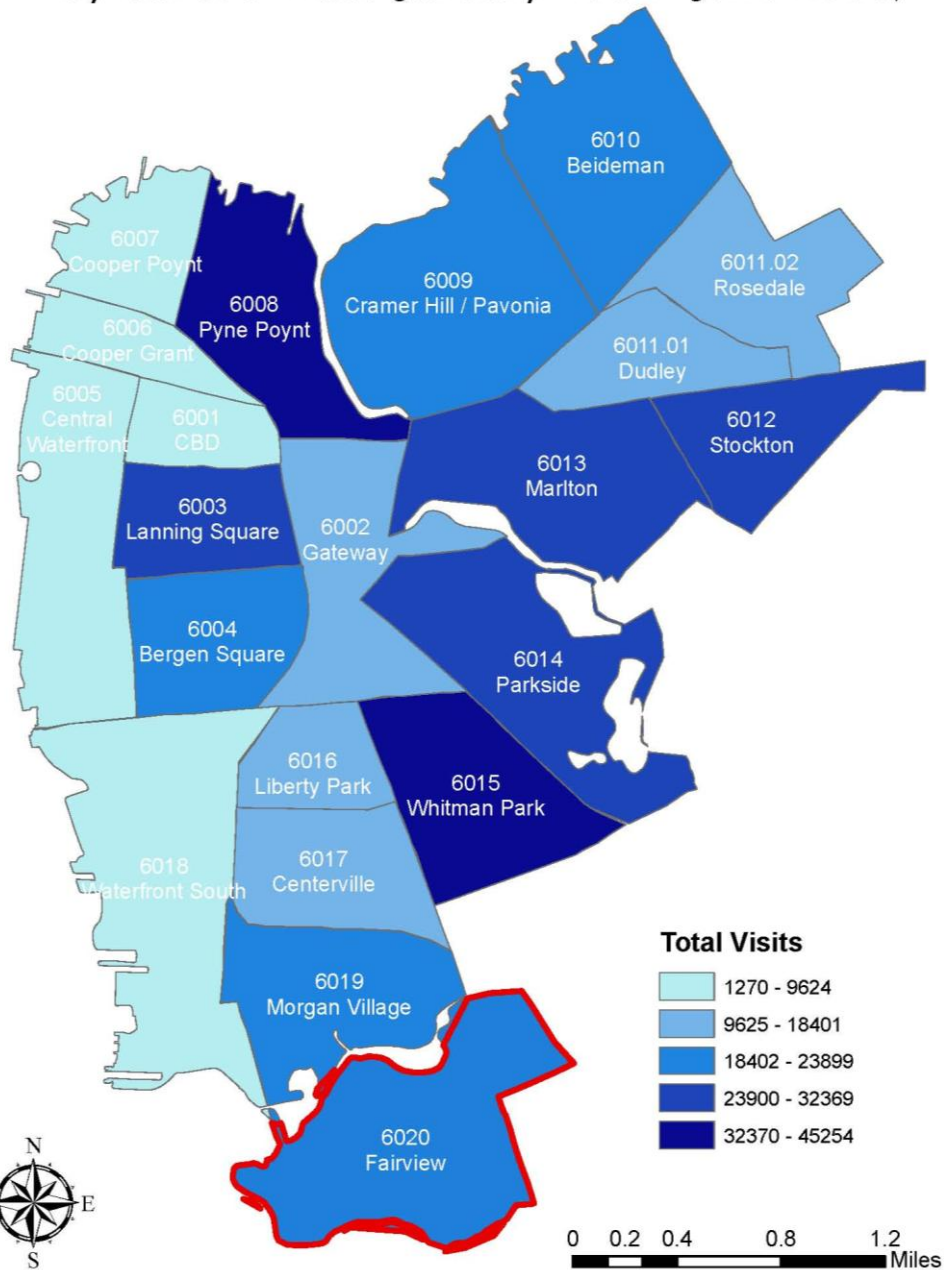 6010
Beideman
6007
Cooper Poynt
6008
Pyne Poynt
6009
Cramer Hill / Pavonia
6011.02
Rosedale
6006
Cooper Grant
6011.01
Dudley
6005
Central
Waterfront
6001
CBD
6012
Stockton
6013
Marlton
6003
Lanning Square
6002
Gateway
6004
Bergen Square
6014
Parkside
6016
Liberty Park
6015
Whitman Park
6018
Waterfront South
6017
Centerville
6019
Morgan Village
6020
Fairview
Total Visits
1270 - 9624
9625 - 18401
18402 - 23899
23900 - 32369
32370 - 45254
N
E
S
0 0.2 0.4 0.8 1.2
Miles